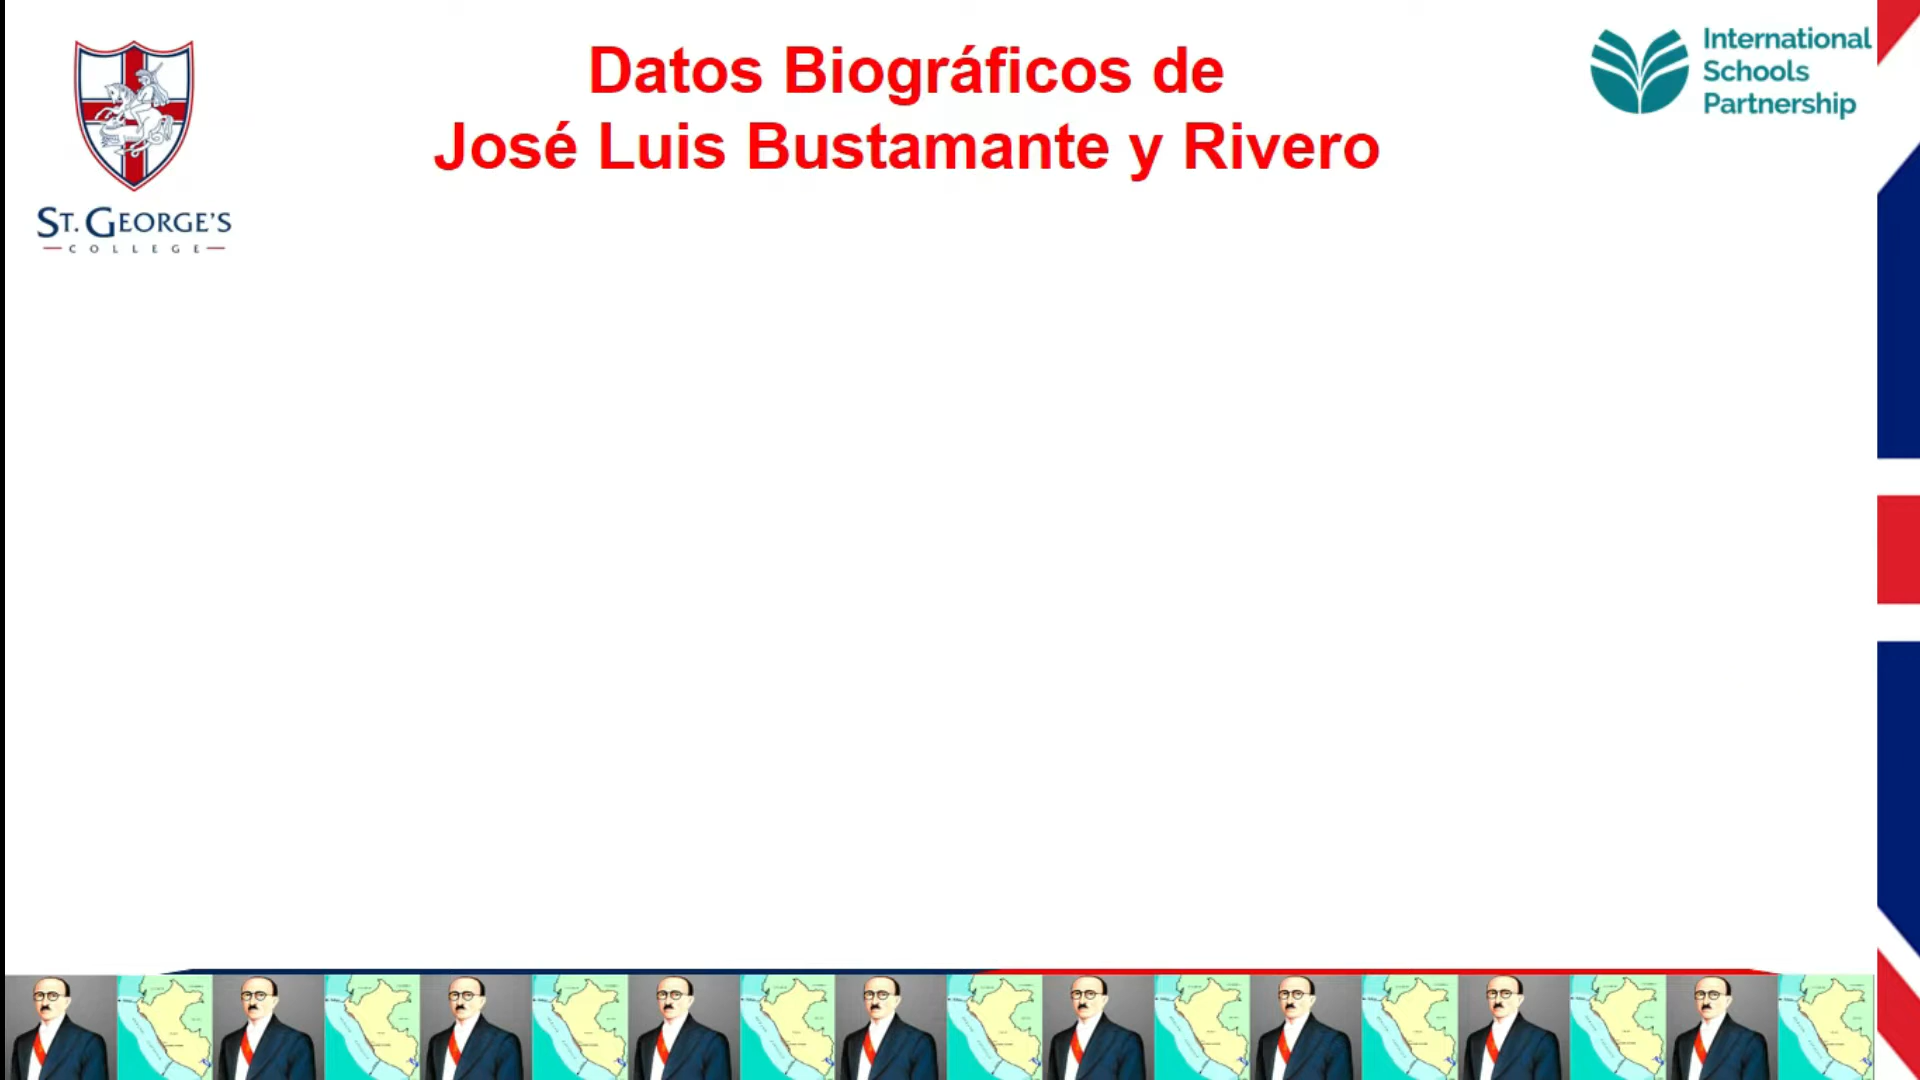 Datos Biográficos de
José Luis Bustamante y Rivero
International
Schools
Partnership
ST. GEORGE'S
COLLEGE